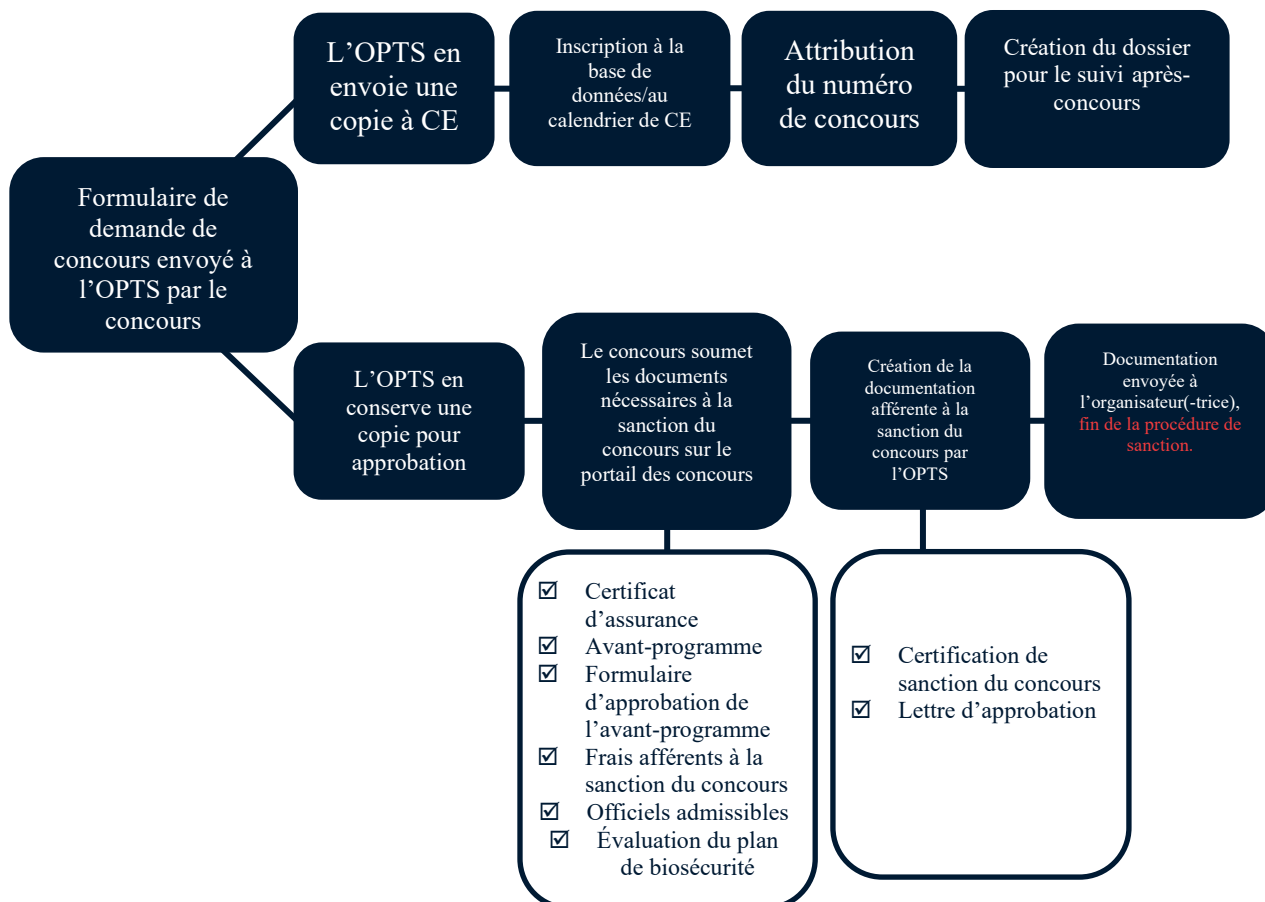 L'OPTS en
envoie une
copie à CE
Inscription à la
base de
données/au
calendrier de CE
Attribution
du numéro
de concours
Création du dossier
pour le suivi après-
concours
Formulaire de
demande de
concours envoyé à
l'OPTS par le
concours
L'OPTS en
conserve une
copie pour
approbation
Le concours soumet
les documents
nécessaires à la
sanction du
concours sur le
portail des concours
Création de la
documentation
afférente à la
sanction du
concours par
l'OPTS
Documentation
envoyée à
l'organisateur(-trice),
fin de la procédure de
sanction.
☑ Certificat
d'assurance
☑ Avant-programme
☑ Formulaire
d'approbation de
l'avant-programme
☑ Frais afférents à la
sanction du concours
☑ Officiels admissibles
☑ Évaluation du plan
de biosécurité
☑ Certification de
sanction du concours
☑ Lettre d'approbation